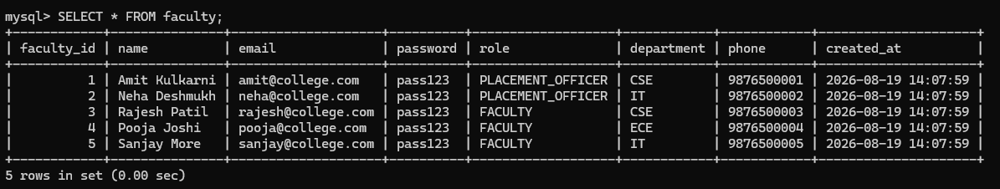 mysql> SELECT * FROM faculty;
+------------+---------------+--------------------+----------+-------------------+------------+------------+---------------------+
| faculty_id | name          | email              | password | role              | department | phone      | created_at          |
+------------+---------------+--------------------+----------+-------------------+------------+------------+---------------------+
|          1 | Amit Kulkarni | amit@college.com   | pass123  | PLACEMENT_OFFICER | CSE        | 9876500001 | 2026-08-19 14:07:59 |
|          2 | Neha Deshmukh | neha@college.com   | pass123  | PLACEMENT_OFFICER | IT         | 9876500002 | 2026-08-19 14:07:59 |
|          3 | Rajesh Patil  | rajesh@college.com | pass123  | FACULTY           | CSE        | 9876500003 | 2026-08-19 14:07:59 |
|          4 | Pooja Joshi   | pooja@college.com  | pass123  | FACULTY           | ECE        | 9876500004 | 2026-08-19 14:07:59 |
|          5 | Sanjay More   | sanjay@college.com | pass123  | FACULTY           | IT         | 9876500005 | 2026-08-19 14:07:59 |
+------------+---------------+--------------------+----------+-------------------+------------+------------+---------------------+
5 rows in set (0.00 sec)